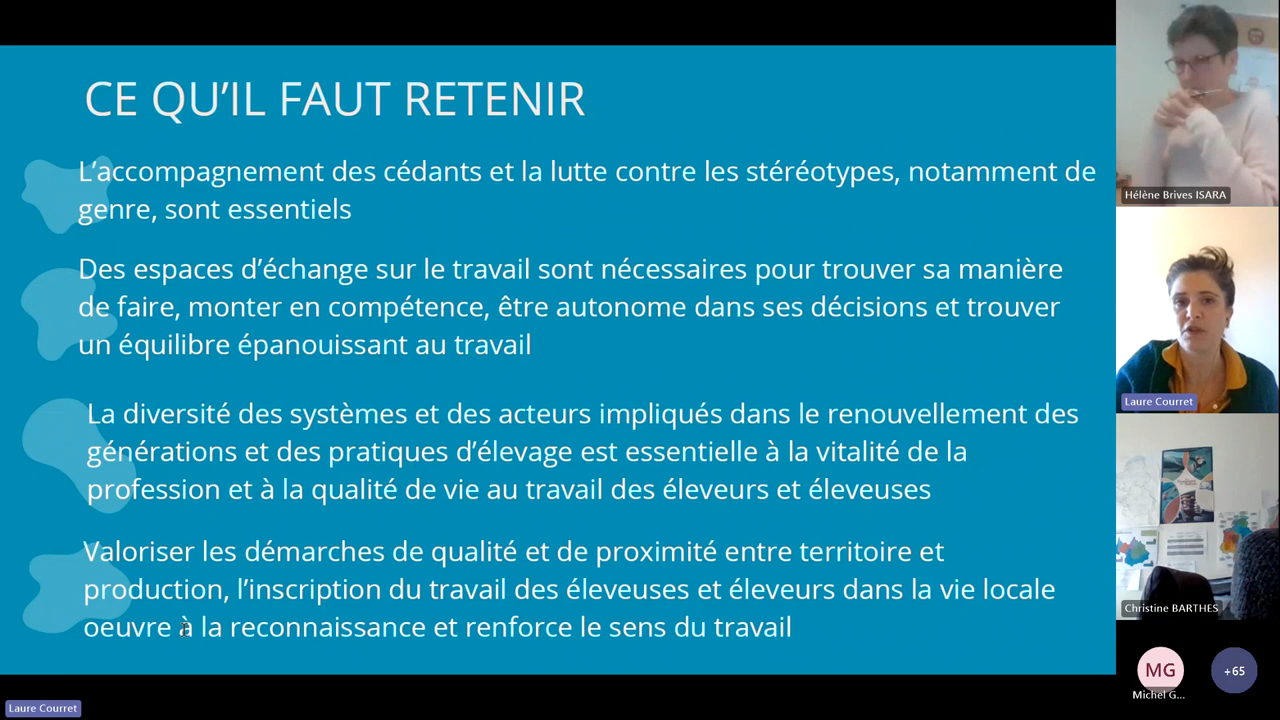 CE QU'IL FAUT RETENIR
L'accompagnement des cédants et la lutte contre les stéréotypes, notamment de
genre, sont essentiels
Des espaces d'échange sur le travail sont nécessaires pour trouver sa manière
de faire, monter en compétence, être autonome dans ses décisions et trouver
un équilibre épanouissant au travail
La diversité des systèmes et des acteurs impliqués dans le renouvellement des
générations et des pratiques d'élevage est essentielle à la vitalité de la
profession et à la qualité de vie au travail des éleveurs et éleveuses
Valoriser les démarches de qualité et de proximité entre territoire et
production, l'inscription du travail des éleveuses et éleveurs dans la vie locale
oeuvre à la reconnaissance et renforce le sens du travail
Hélène Brives ISARA
Laure Courret
Christine BARTHES
MG
+65
Michel G...
Laure Courret